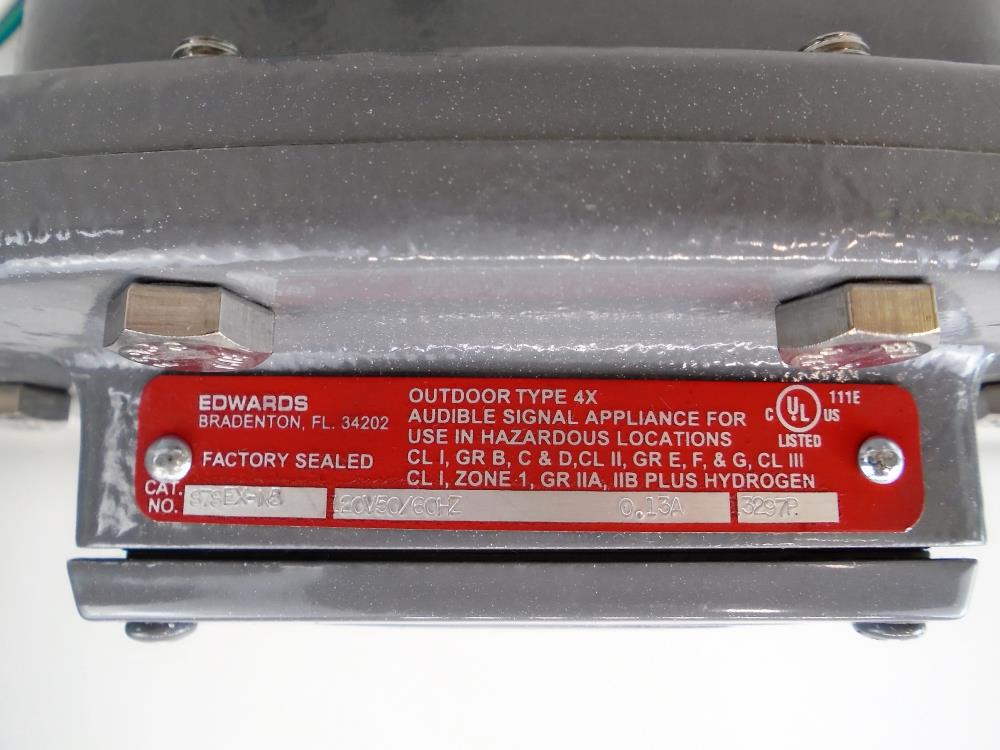 EDWARDS
BRADENTON, FL. 34202
FACTORY SEALED
OUTDOOR TYPE 4X
AUDIBLE SIGNAL APPLIANCE FOR
USE IN HAZARDOUS LOCATIONS
CL I, GR B, C & D,CL II, GR E, F, & G, CL III
CL I, ZONE 1, GR IIA, IIB PLUS HYDROGEN
C UL US 111E
LISTED
CAT.
NO. 878EX-N5 120V50/60HZ 0.13A 3297P.